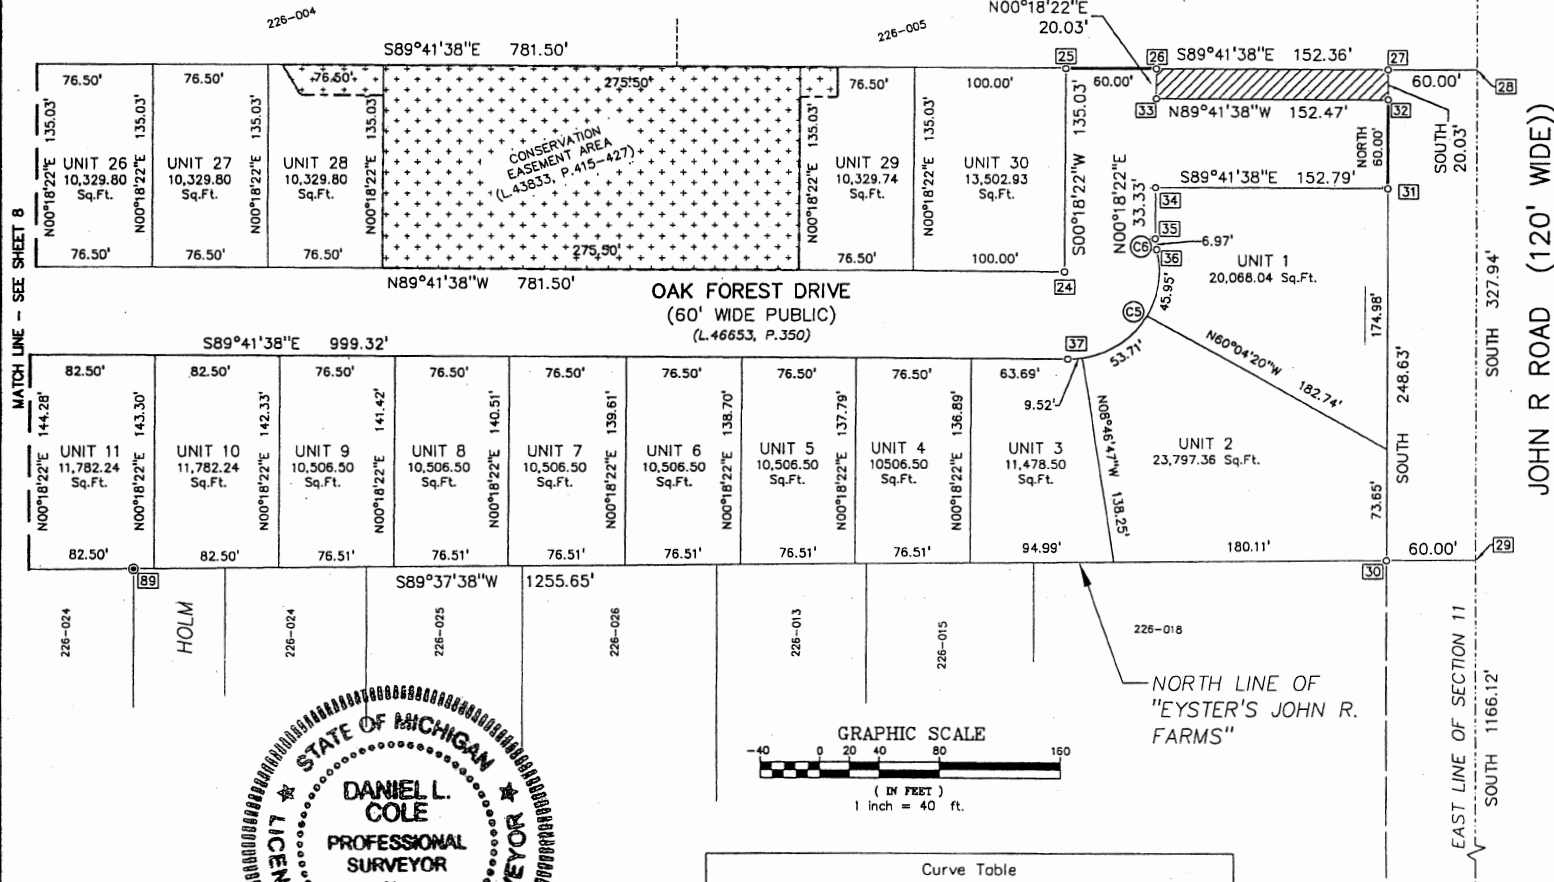 226-004
226-005
N00°18'22"E
20.03'
S89°41'38"E 781.50'
25
26
S89°41'38"E 152.36'
27
28
76.50'
76.50'
76.50'
275.50'
76.50'
100.00'
60.00'
60.00'
33
N89°41'38"W 152.47'
32
SOUTH
20.03'
NORTH
60.00'
MATCH LINE - SEE SHEET 8
N00°18'22"E 135.03'
UNIT 26
10,329.80
Sq.Ft.
N00°18'22"E 135.03'
UNIT 27
10,329.80
Sq.Ft.
N00°18'22"E 135.03'
UNIT 28
10,329.80
Sq.Ft.
N00°18'22"E 135.03'
CONSERVATION
EASEMENT AREA
(L.43833, P.415-427)
N00°18'22"E 135.03'
UNIT 29
10,329.74
Sq.Ft.
N00°18'22"E 135.03'
UNIT 30
13,502.93
Sq.Ft.
S00°18'22"W 135.03'
N00°18'22"E
33.33'
S89°41'38"E 152.79'
31
34
35
C6
6.97'
36
UNIT 1
20,068.04 Sq.Ft.
76.50'
76.50'
76.50'
275.50'
76.50'
100.00'
N89°41'38"W 781.50'
24
OAK FOREST DRIVE
(60' WIDE PUBLIC)
(L.46653, P.350)
45.95'
C5
53.71'
37
N60°04'20"W 182.74'
174.98'
SOUTH 248.63'
SOUTH 327.94'
JOHN R ROAD (120' WIDE))
S89°41'38"E 999.32'
82.50'
82.50'
76.50'
76.50'
76.50'
76.50'
76.50'
76.50'
63.69'
9.52'
N00°18'22"E 144.28'
UNIT 11
11,782.24
Sq.Ft.
N00°18'22"E 143.30'
UNIT 10
11,782.24
Sq.Ft.
N00°18'22"E 142.33'
UNIT 9
10,506.50
Sq.Ft.
N00°18'22"E 141.42'
UNIT 8
10,506.50
Sq.Ft.
N00°18'22"E 140.51'
UNIT 7
10,506.50
Sq.Ft.
N00°18'22"E 139.61'
UNIT 6
10,506.50
Sq.Ft.
N00°18'22"E 138.70'
UNIT 5
10,506.50
Sq.Ft.
N00°18'22"E 137.79'
UNIT 4
10506.50
Sq.Ft.
N00°18'22"E 136.89'
UNIT 3
11,478.50
Sq.Ft.
N08°46'47"W 138.25'
UNIT 2
23,797.36 Sq.Ft.
73.65'
82.50'
82.50'
76.51'
76.51'
76.51'
76.51'
76.51'
76.51'
94.99'
180.11'
60.00'
29
30
89
S89°37'38"W 1255.65'
226-024
HOLM
226-024
226-025
226-026
226-013
226-015
226-018
NORTH LINE OF
"EYSTER'S JOHN R.
FARMS"
EAST LINE OF SECTION 11
SOUTH 1166.12'
STATE OF MICHIGAN
DANIEL L.
COLE
PROFESSIONAL
SURVEYOR
GRAPHIC SCALE
-40 0 20 40 80 160
( IN FEET )
1 inch = 40 ft.
Curve Table